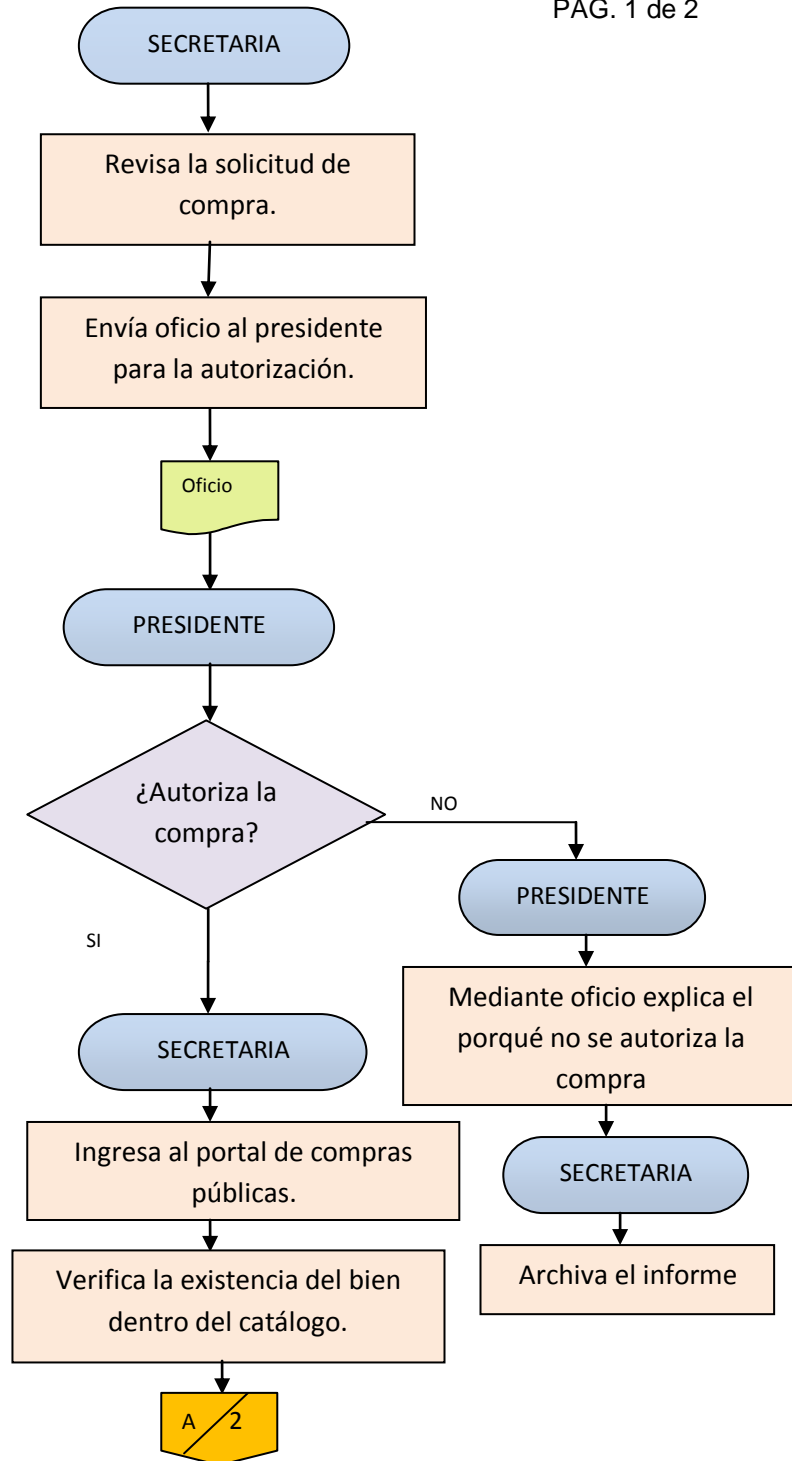 PÁG. 1 de 2
SECRETARIA
Revisa la solicitud de
compra.
Envía oficio al presidente
para la autorización.
Oficio
PRESIDENTE
¿Autoriza la
compra?
NO
SI
PRESIDENTE
Mediante oficio explica el
porqué no se autoriza la
compra
SECRETARIA
Archiva el informe
SECRETARIA
Ingresa al portal de compras
públicas.
Verifica la existencia del bien
dentro del catálogo.
A 2